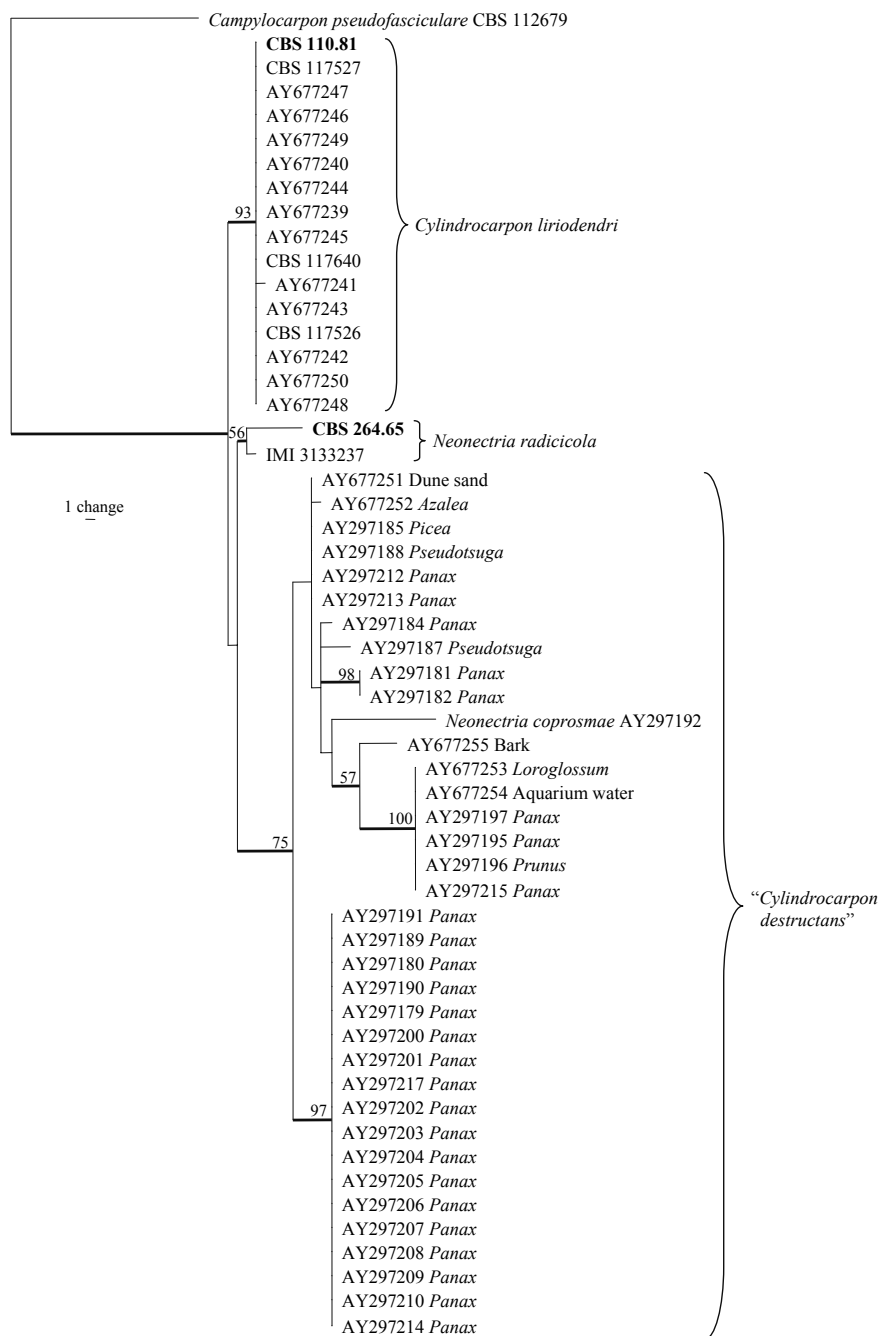 Campylocarpon pseudofasciculare CBS 112679
CBS 110.81
CBS 117527
AY677247
AY677246
AY677249
AY677240
AY677244
AY677239
93
AY677245
Cylindrocarpon liriodendri
CBS 117640
AY677241
AY677243
CBS 117526
AY677242
AY677250
AY677248
56
CBS 264.65
Neonectria radicicola
IMI 3133237
AY677251 Dune sand
1 change
AY677252 Azalea
AY297185 Picea
AY297188 Pseudotsuga
AY297212 Panax
AY297213 Panax
AY297184 Panax
AY297187 Pseudotsuga
98
AY297181 Panax
AY297182 Panax
Neonectria coprosmae AY297192
AY677255 Bark
57
AY677253 Loroglossum
AY677254 Aquarium water
100
AY297197 Panax
75
AY297195 Panax
AY297196 Prunus
AY297215 Panax
“Cylindrocarpon
destructans”
AY297191 Panax
AY297189 Panax
AY297180 Panax
AY297190 Panax
AY297179 Panax
AY297200 Panax
AY297201 Panax
AY297217 Panax
97
AY297202 Panax
AY297203 Panax
AY297204 Panax
AY297205 Panax
AY297206 Panax
AY297207 Panax
AY297208 Panax
AY297209 Panax
AY297210 Panax
AY297214 Panax